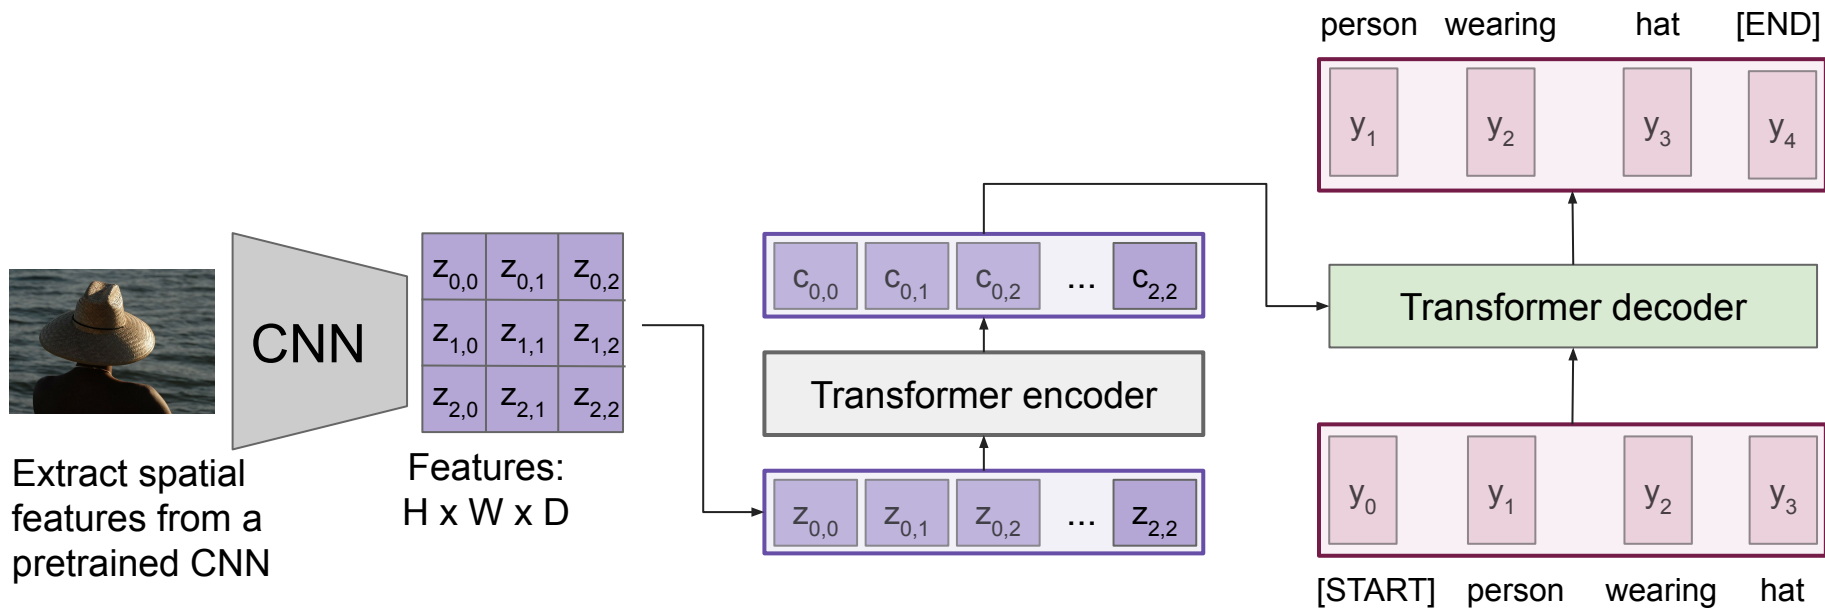 person wearing hat [END]
y1 y2 y3 y4
Transformer decoder
y0 y1 y2 y3
[START] person wearing hat
c0,0 c0,1 c0,2 ... c2,2
Transformer encoder
z0,0 z0,1 z0,2 ... z2,2
CNN
z0,0 z0,1 z0,2
z1,0 z1,1 z1,2
z2,0 z2,1 z2,2
Features:
H x W x D
Extract spatial
features from a
pretrained CNN